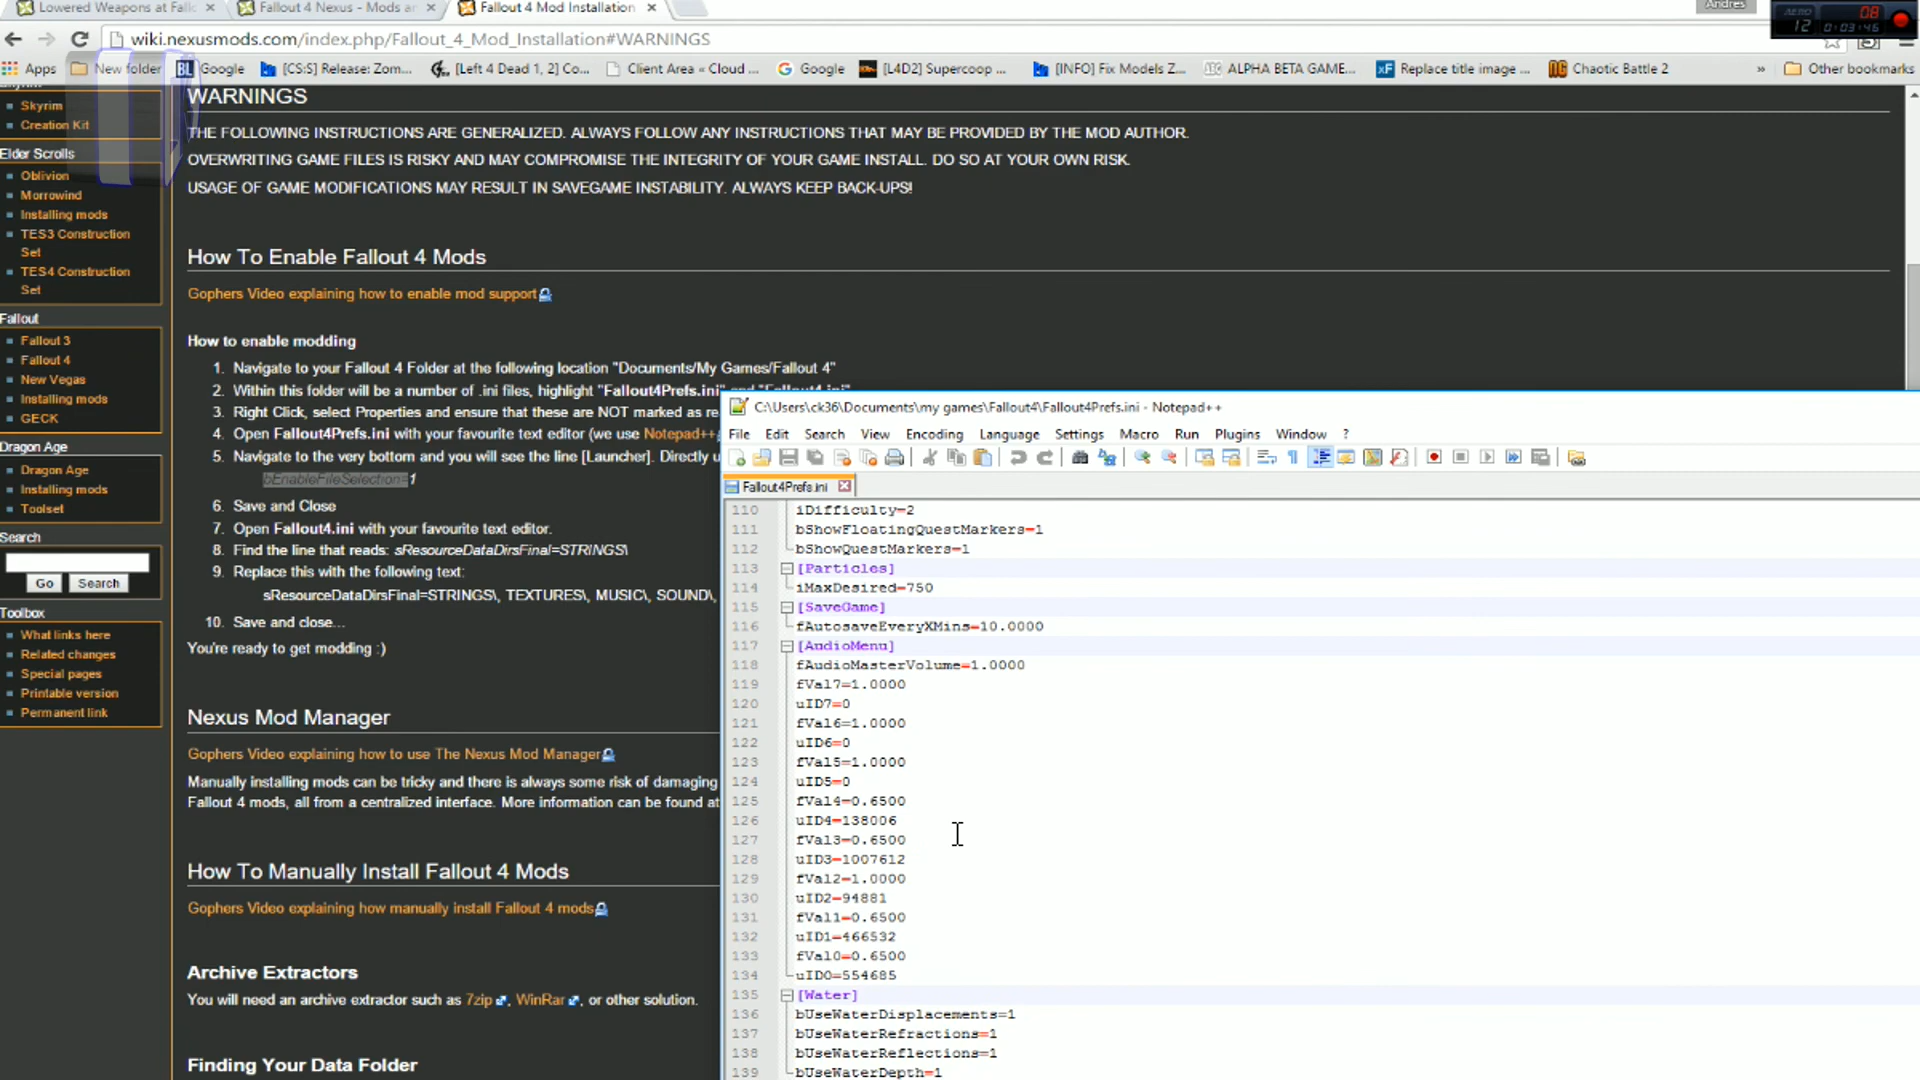 Lowered Weapons at Fallo
Fallout 4 Nexus - Mods an
Fallout 4 Mod Installation
Andres
08
12 0:03:46
wiki.nexusmods.com/index.php/Fallout_4_Mod_Installation#WARNINGS
Apps
New folder
BL Google
[CS:S] Release: Zom...
[Left 4 Dead 1, 2] Co...
Client Area « Cloud ...
Google
[L4D2] Supercoop ...
[INFO] Fix Models Z...
ALPHA BETA GAME...
xF Replace title image ...
Chaotic Battle 2
»
Other bookmarks
Skyrim
Skyrim
Creation Kit
Elder Scrolls
Oblivion
Morrowind
Installing mods
TES3 Construction
Set
TES4 Construction
Set
Fallout
Fallout 3
Fallout 4
New Vegas
Installing mods
GECK
Dragon Age
Dragon Age
Installing mods
Toolset
Search
Go Search
Toolbox
What links here
Related changes
Special pages
Printable version
Permanent link
WARNINGS
THE FOLLOWING INSTRUCTIONS ARE GENERALIZED. ALWAYS FOLLOW ANY INSTRUCTIONS THAT MAY BE PROVIDED BY THE MOD AUTHOR.
OVERWRITING GAME FILES IS RISKY AND MAY COMPROMISE THE INTEGRITY OF YOUR GAME INSTALL. DO SO AT YOUR OWN RISK.
USAGE OF GAME MODIFICATIONS MAY RESULT IN SAVEGAME INSTABILITY. ALWAYS KEEP BACK-UPS!
How To Enable Fallout 4 Mods
Gophers Video explaining how to enable mod support
How to enable modding
1. Navigate to your Fallout 4 Folder at the following location "Documents/My Games/Fallout 4"
2. Within this folder will be a number of .ini files, highlight "Fallout4Prefs.ini" and "Fallout4.ini"
3. Right Click, select Properties and ensure that these are NOT marked as re
4. Open Fallout4Prefs.ini with your favourite text editor (we use Notepad++
5. Navigate to the very bottom and you will see the line [Launcher]. Directly u
bEnableFileSelection=1
6. Save and Close
7. Open Fallout4.ini with your favourite text editor.
8. Find the line that reads: sResourceDataDirsFinal=STRINGS\
9. Replace this with the following text:
sResourceDataDirsFinal=STRINGS\, TEXTURES\, MUSIC\, SOUND\,
10. Save and close...
You're ready to get modding :)
Nexus Mod Manager
Gophers Video explaining how to use The Nexus Mod Manager
Manually installing mods can be tricky and there is always some risk of damaging
Fallout 4 mods, all from a centralized interface. More information can be found at
How To Manually Install Fallout 4 Mods
Gophers Video explaining how manually install Fallout 4 mods
Archive Extractors
You will need an archive extractor such as 7zip, WinRar, or other solution.
Finding Your Data Folder
C:\Users\ck36\Documents\my games\Fallout4\Fallout4Prefs.ini - Notepad++
File Edit Search View Encoding Language Settings Macro Run Plugins Window ?
Fallout4Prefs.ini
110 iDifficulty=2
111 bShowFloatingQuestMarkers=1
112 bShowQuestMarkers=1
113 [Particles]
114 iMaxDesired=750
115 [SaveGame]
116 fAutosaveEveryXMins=10.0000
117 [AudioMenu]
118 fAudioMasterVolume=1.0000
119 fVal7=1.0000
120 uID7=0
121 fVal6=1.0000
122 uID6=0
123 fVal5=1.0000
124 uID5=0
125 fVal4=0.6500
126 uID4=138006
127 fVal3=0.6500
128 uID3=1007612
129 fVal2=1.0000
130 uID2=94881
131 fVal1=0.6500
132 uID1=466532
133 fVal0=0.6500
134 uID0=554685
135 [Water]
136 bUseWaterDisplacements=1
137 bUseWaterRefractions=1
138 bUseWaterReflections=1
139 bUseWaterDepth=1